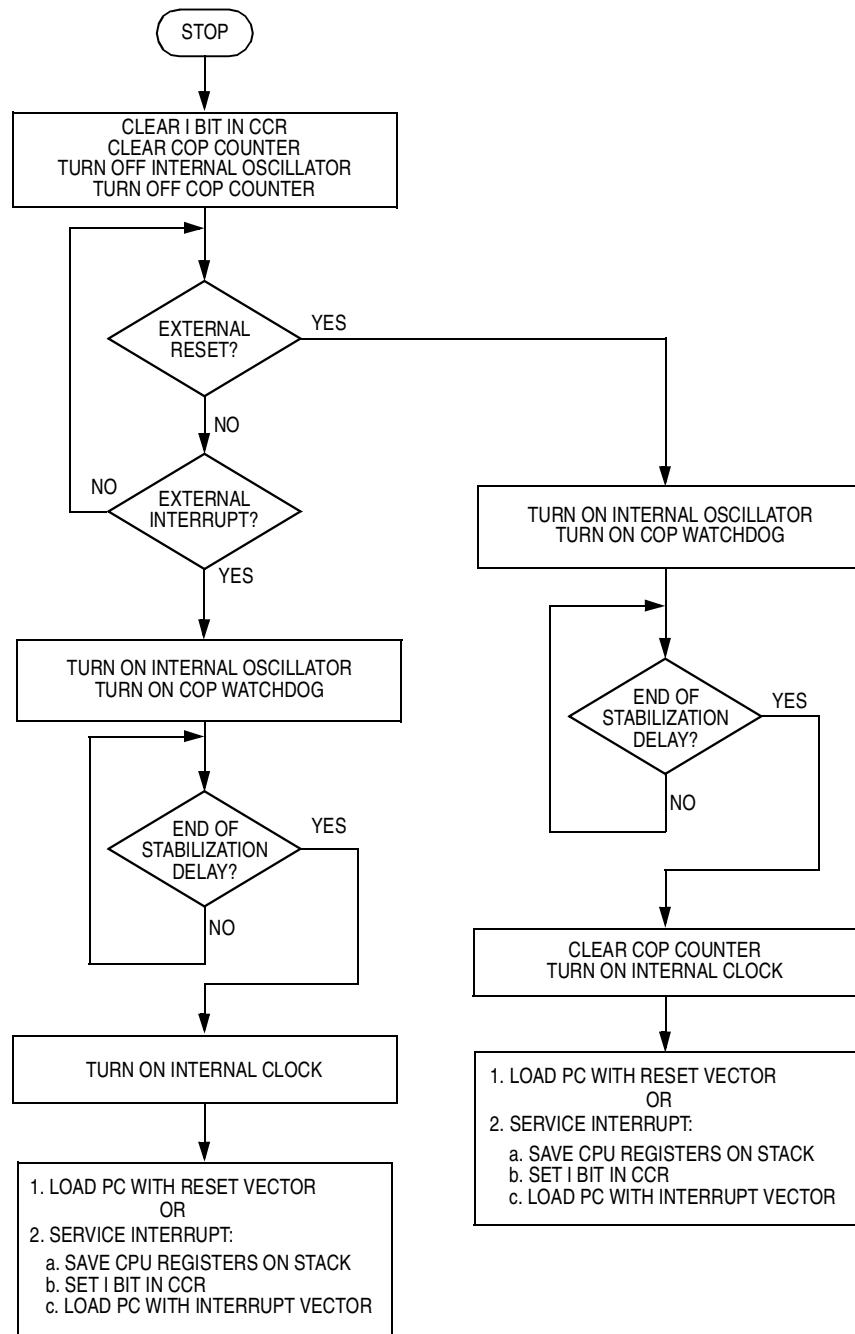 STOP
CLEAR I BIT IN CCR
CLEAR COP COUNTER
TURN OFF INTERNAL OSCILLATOR
TURN OFF COP COUNTER
EXTERNAL
RESET?
YES
NO
EXTERNAL
INTERRUPT?
NO
YES
TURN ON INTERNAL OSCILLATOR
TURN ON COP WATCHDOG
END OF
STABILIZATION
DELAY?
YES
NO
TURN ON INTERNAL CLOCK
1. LOAD PC WITH RESET VECTOR
OR
2. SERVICE INTERRUPT:
a. SAVE CPU REGISTERS ON STACK
b. SET I BIT IN CCR
c. LOAD PC WITH INTERRUPT VECTOR
TURN ON INTERNAL OSCILLATOR
TURN ON COP WATCHDOG
END OF
STABILIZATION
DELAY?
YES
NO
CLEAR COP COUNTER
TURN ON INTERNAL CLOCK
1. LOAD PC WITH RESET VECTOR
OR
2. SERVICE INTERRUPT:
a. SAVE CPU REGISTERS ON STACK
b. SET I BIT IN CCR
c. LOAD PC WITH INTERRUPT VECTOR